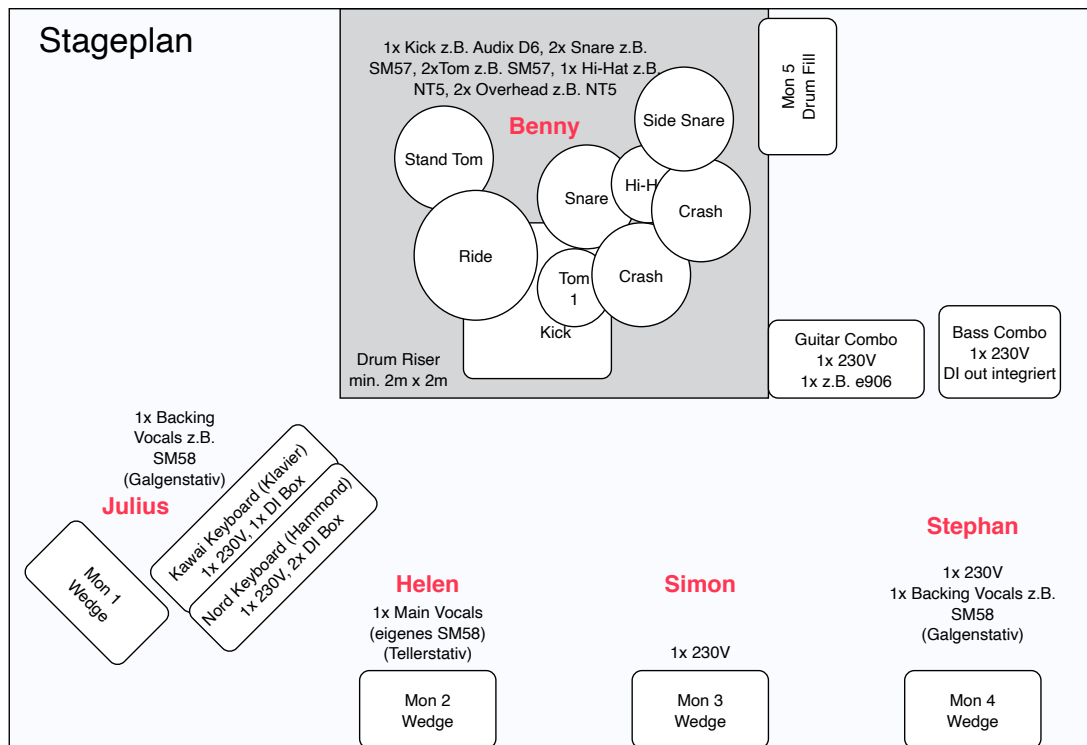 Stageplan
1x Kick z.B. Audix D6, 2x Snare z.B.
SM57, 2xTom z.B. SM57, 1x Hi-Hat z.B.
NT5, 2x Overhead z.B. NT5
Benny
Mon 5
Drum Fill
Side Snare
Stand Tom
Snare
Hi-H
Crash
Ride
Tom
1
Crash
Kick
Drum Riser
min. 2m x 2m
Guitar Combo
1x 230V
1x z.B. e906
Bass Combo
1x 230V
DI out integriert
1x Backing
Vocals z.B.
SM58
(Galgenstativ)
Julius
Kawai Keyboard (Klavier)
1x 230V, 1x DI Box
Nord Keyboard (Hammond)
1x 230V, 2x DI Box
Mon 1
Wedge
Helen
1x Main Vocals
(eigenes SM58)
(Tellerstativ)
Mon 2
Wedge
Simon
1x 230V
Mon 3
Wedge
Stephan
1x 230V
1x Backing Vocals z.B.
SM58
(Galgenstativ)
Mon 4
Wedge